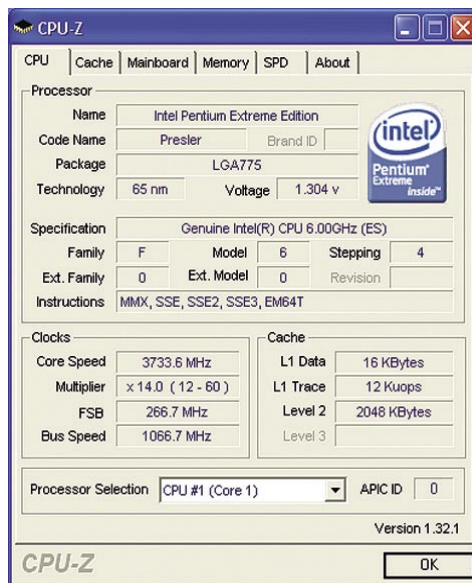 CPU-Z
CPU Cache Mainboard Memory SPD About
Processor
Name Intel Pentium Extreme Edition
Code Name Presler Brand ID
Package LGA775
Technology 65 nm Voltage 1.304 v
intel
Pentium
Extreme
inside™
Specification Genuine Intel(R) CPU 6.00GHz (ES)
Family F Model 6 Stepping 4
Ext. Family 0 Ext. Model 0 Revision
Instructions MMX, SSE, SSE2, SSE3, EM64T
Clocks
Core Speed 3733.6 MHz
Multiplier x 14.0 ( 12 - 60 )
FSB 266.7 MHz
Bus Speed 1066.7 MHz
Cache
L1 Data 16 KBytes
L1 Trace 12 Kuops
Level 2 2048 KBytes
Level 3
Processor Selection CPU #1 (Core 1) APIC ID 0
Version 1.32.1
CPU-Z OK